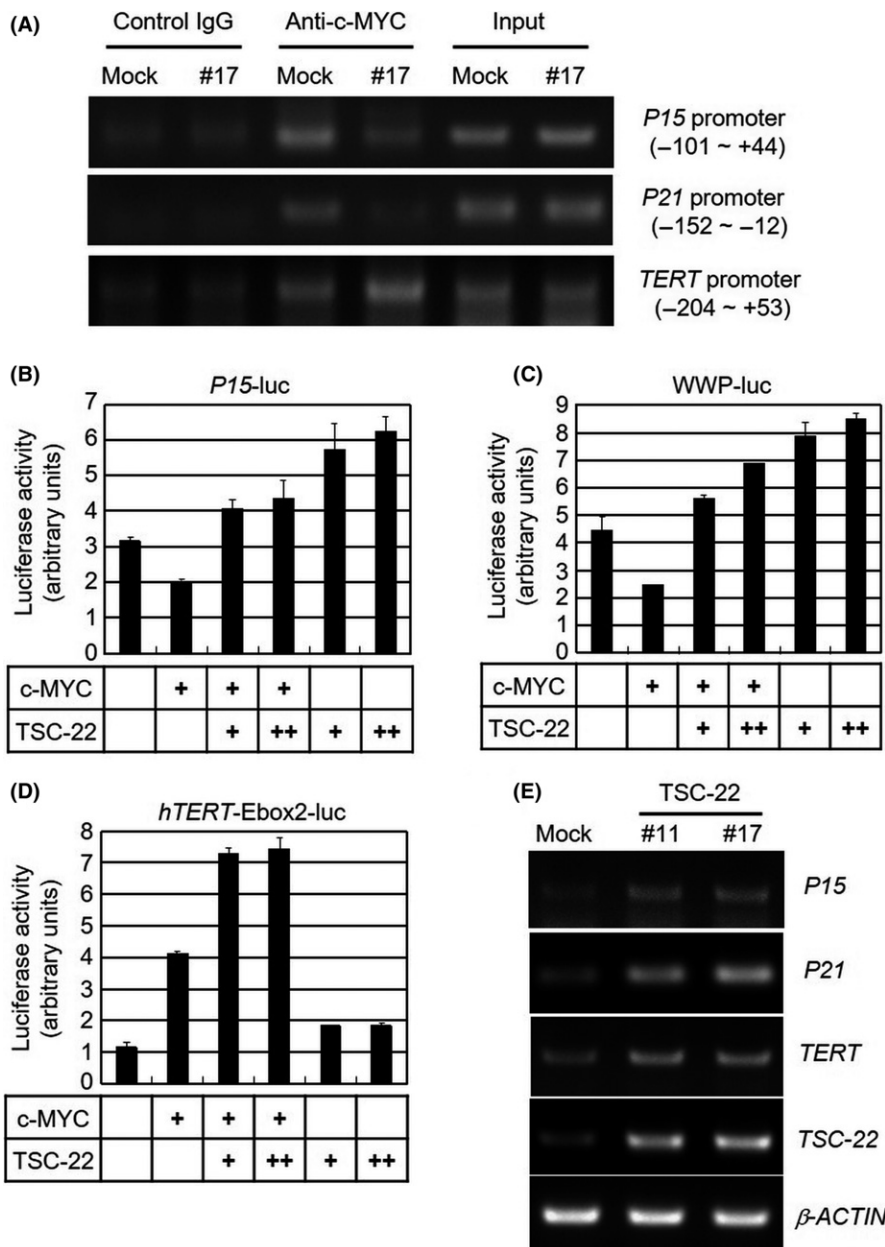 (A)
Control IgG Anti-c-MYC Input
Mock #17 Mock #17 Mock #17
P15 promoter
(–101 ~ +44)
P21 promoter
(–152 ~ –12)
TERT promoter
(–204 ~ +53)
(B)
P15-luc
Luciferase activity
(arbitrary units)
7
6
5
4
3
2
1
0
c-MYC + + +
TSC-22 + ++ + ++
(C)
WWP-luc
Luciferase activity
(arbitrary units)
9
8
7
6
5
4
3
2
1
0
c-MYC + + +
TSC-22 + ++ + ++
(D)
hTERT-Ebox2-luc
Luciferase activity
(arbitrary units)
8
7
6
5
4
3
2
1
0
c-MYC + + +
TSC-22 + ++ + ++
(E)
TSC-22
Mock #11 #17
P15
P21
TERT
TSC-22
β-ACTIN